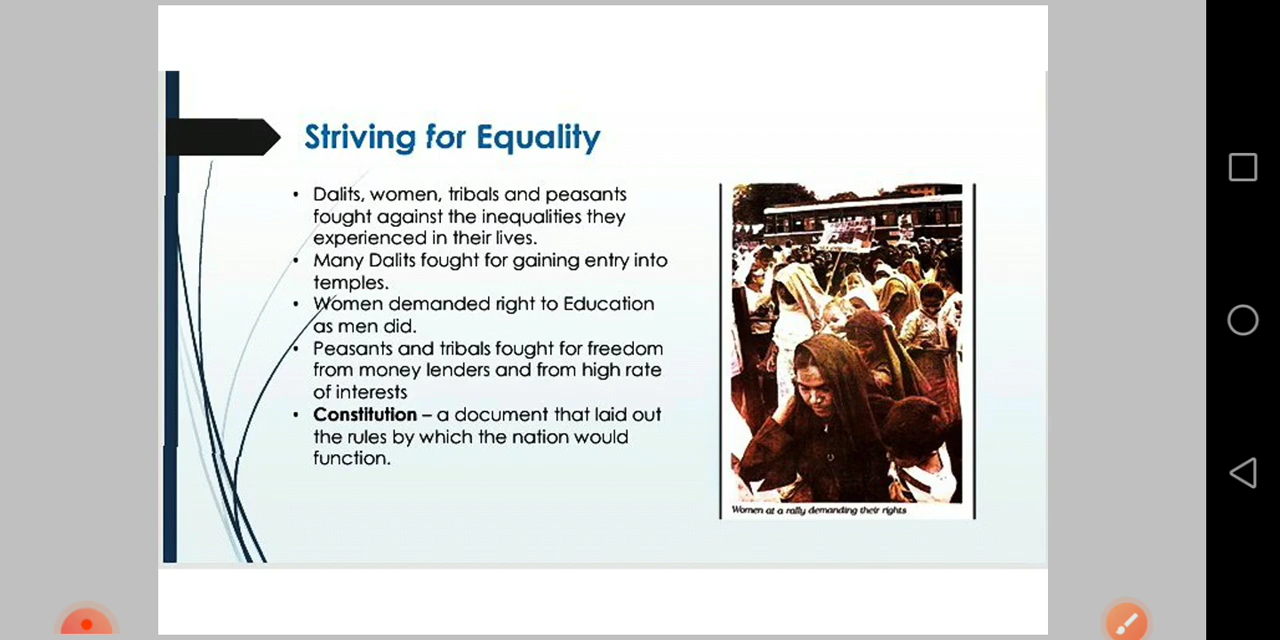 Striving for Equality
• Dalits, women, tribals and peasants
fought against the inequalities they
experienced in their lives.
• Many Dalits fought for gaining entry into
temples.
• Women demanded right to Education
as men did.
• Peasants and tribals fought for freedom
from money lenders and from high rate
of interests
• Constitution – a document that laid out
the rules by which the nation would
function.
Women at a rally demanding their rights